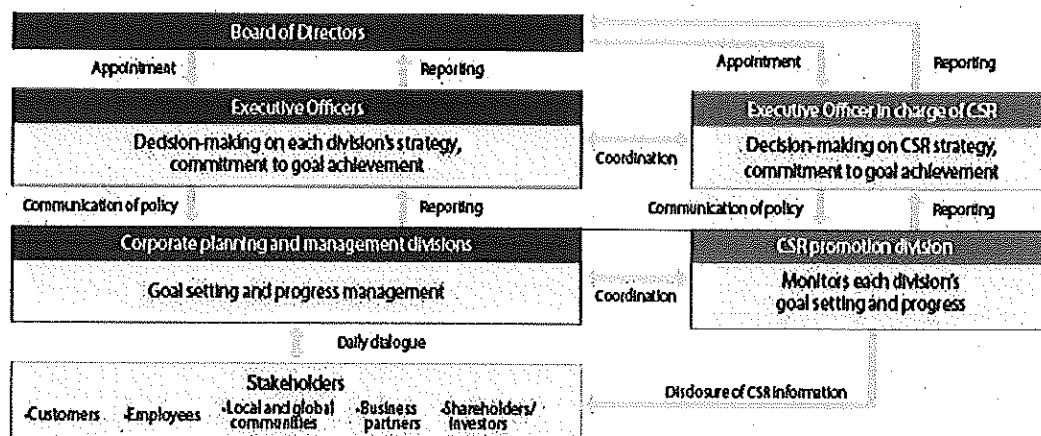 Board of Directors
Appointment
Reporting
Appointment
Reporting
Executive Officers
Decision-making on each division's strategy,
commitment to goal achievement
Coordination
Executive Officer in charge of CSR
Decision-making on CSR strategy,
commitment to goal achievement
Communication of policy
Reporting
Communication of policy
Reporting
Corporate planning and management divisions
Goal setting and progress management
Coordination
CSR promotion division
Monitors each division's
goal setting and progress
Daily dialogue
Stakeholders
•Customers
•Employees
•Local and global
communities
•Business
partners
•Shareholders/
Investors
Disclosure of CSR information